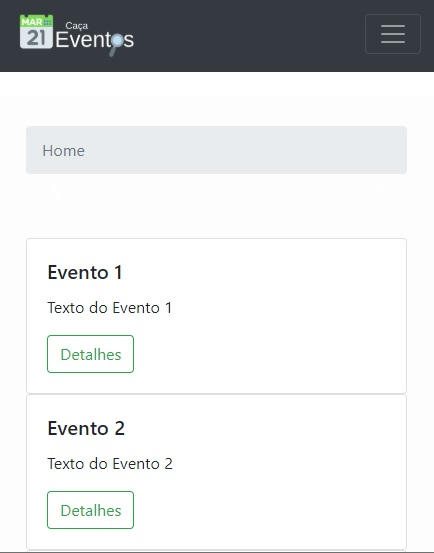 MAR
21
Caça
Eventos
Home
Evento 1
Texto do Evento 1
Detalhes
Evento 2
Texto do Evento 2
Detalhes